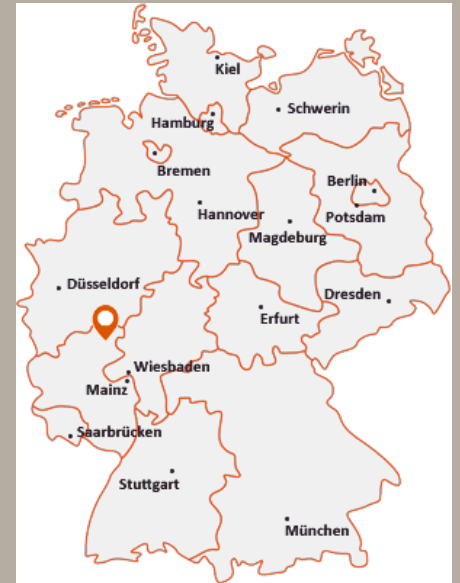 Kiel
Schwerin
Hamburg
Bremen
Berlin
Hannover
Potsdam
Magdeburg
Düsseldorf
Dresden
Erfurt
Wiesbaden
Mainz
Saarbrücken
Stuttgart
München